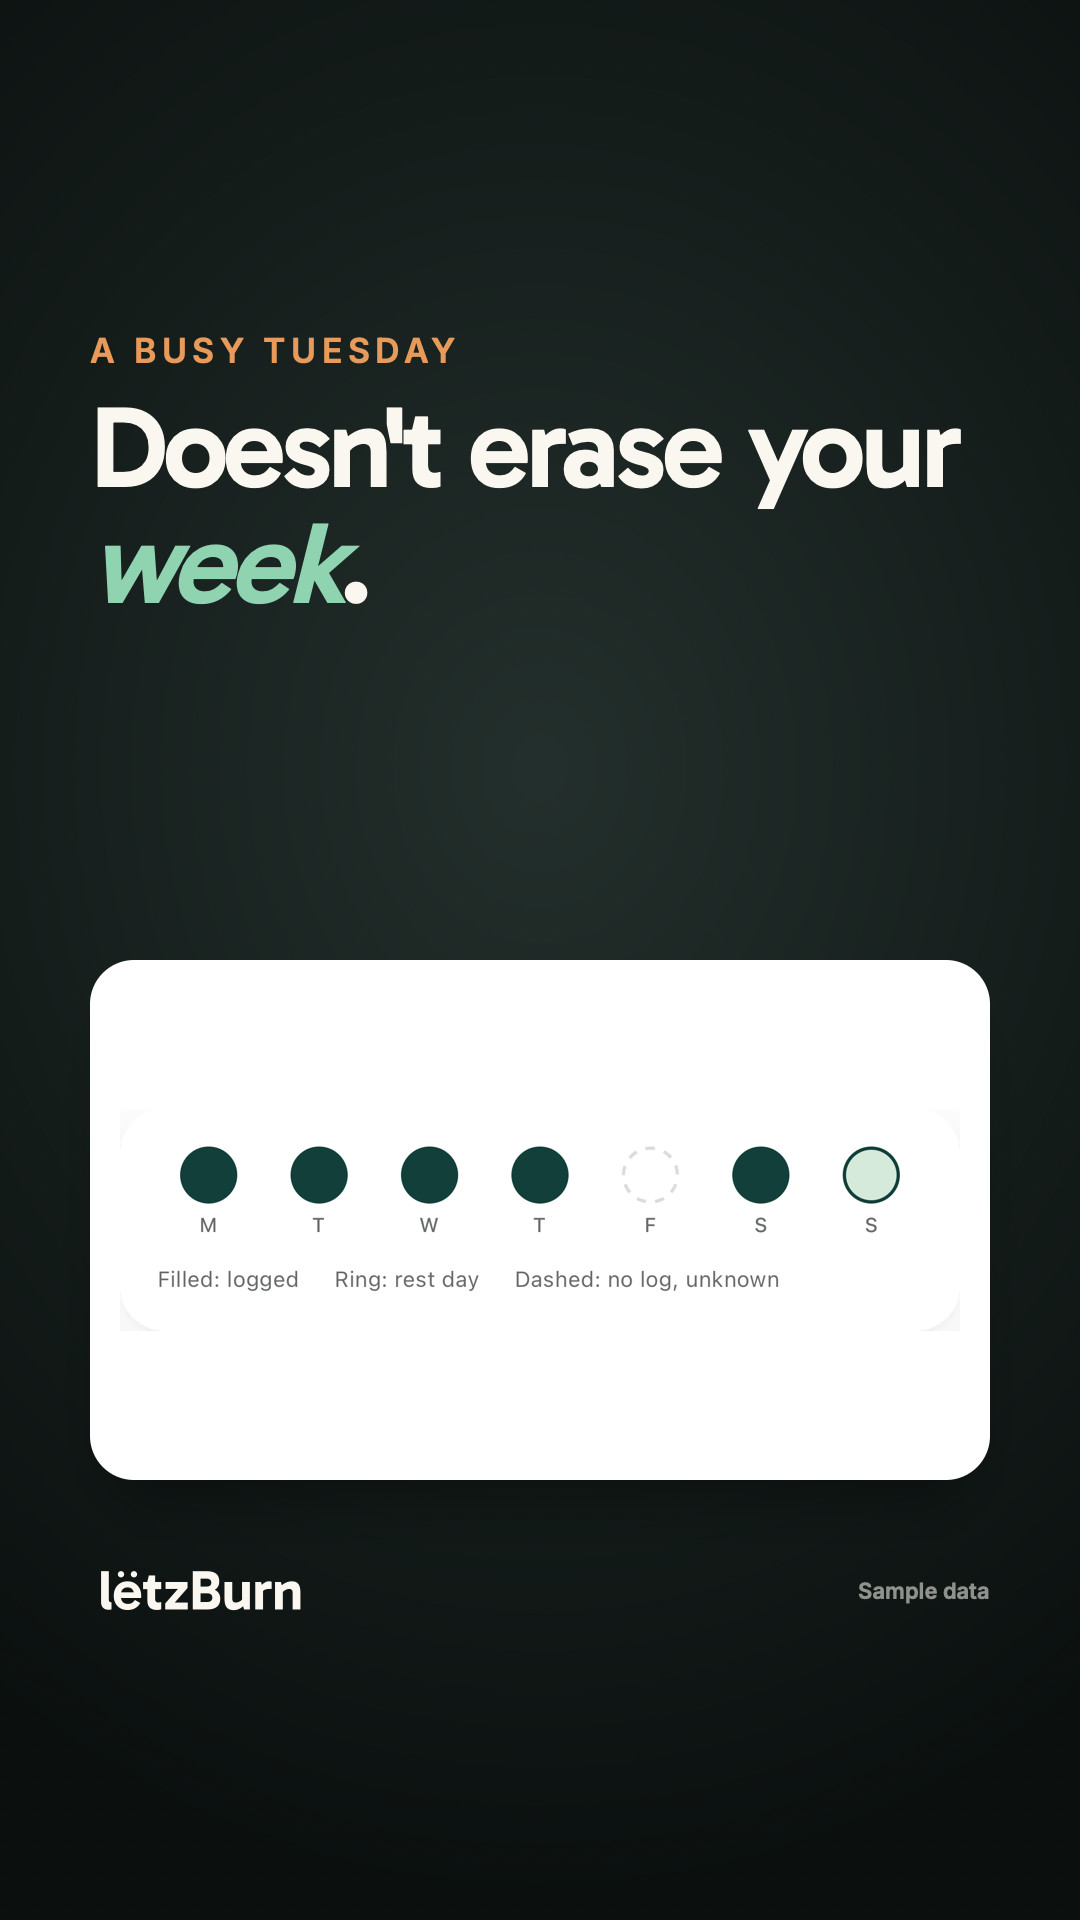 A BUSY TUESDAY
Doesn't erase your
week.
M T W T F S S
Filled: logged Ring: rest day Dashed: no log, unknown
lëtzBurn Sample data